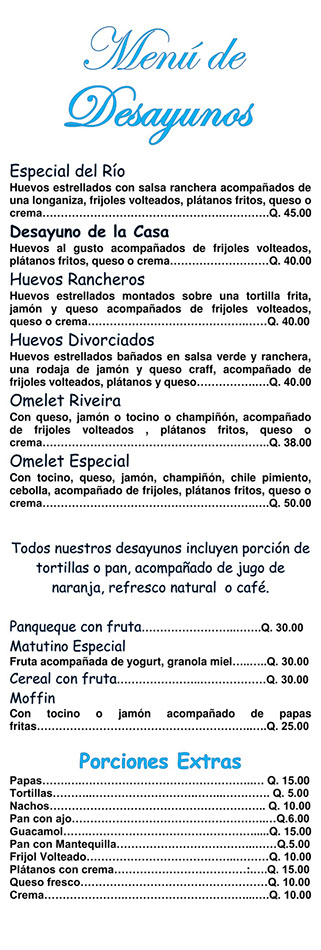 Menú de
Desayunos
Especial del Río
Huevos estrellados con salsa ranchera acompañados de
una longaniza, frijoles volteados, plátanos fritos, queso o
crema……………………………..…………Q. 45.00
Desayuno de la Casa
Huevos al gusto acompañados de frijoles volteados,
plátanos fritos, queso o crema…………………Q. 40.00
Huevos Rancheros
Huevos estrellados montados sobre una tortilla frita,
jamón y queso acompañados de frijoles volteados,
queso o crema……………………………..…. Q. 40.00
Huevos Divorciados
Huevos estrellados bañados en salsa verde y ranchera,
una rodaja de jamón y queso craff, acompañado de
frijoles volteados, plátanos y queso………….…Q. 40.00
Omelet Riveira
Con queso, jamón o tocino o champiñón, acompañado
de frijoles volteados , plátanos fritos, queso o
crema………………………………………….Q. 38.00
Omelet Especial
Con tocino, queso, jamón, champiñón, chile pimiento,
cebolla, acompañado de frijoles, plátanos fritos, queso o
crema……………………………………….….Q. 50.00
Todos nuestros desayunos incluyen porción de
tortillas o pan, acompañado de jugo de
naranja, refresco natural o café.
Panqueque con fruta…………………..…….Q. 30.00
Matutino Especial
Fruta acompañada de yogurt, granola miel…..…..Q. 30.00
Cereal con fruta………………..……………Q. 30.00
Moffin
Con tocino o jamón acompañado de papas
fritas……………………………………..….Q. 25.00
Porciones Extras
Papas……..………………………………..… Q. 15.00
Tortillas………..………………..………… Q. 5.00
Nachos…………………………………….. Q. 10.00
Pan con ajo…………………………………..…Q.6.00
Guacamol…………………………………....Q. 15.00
Pan con Mantequilla………………………..……Q.5.00
Frijol Volteado……………………..………Q. 10.00
Plátanos con crema………………………:….Q. 15.00
Queso fresco…………………………………Q. 10.00
Crema……………………………………..….Q. 10.00